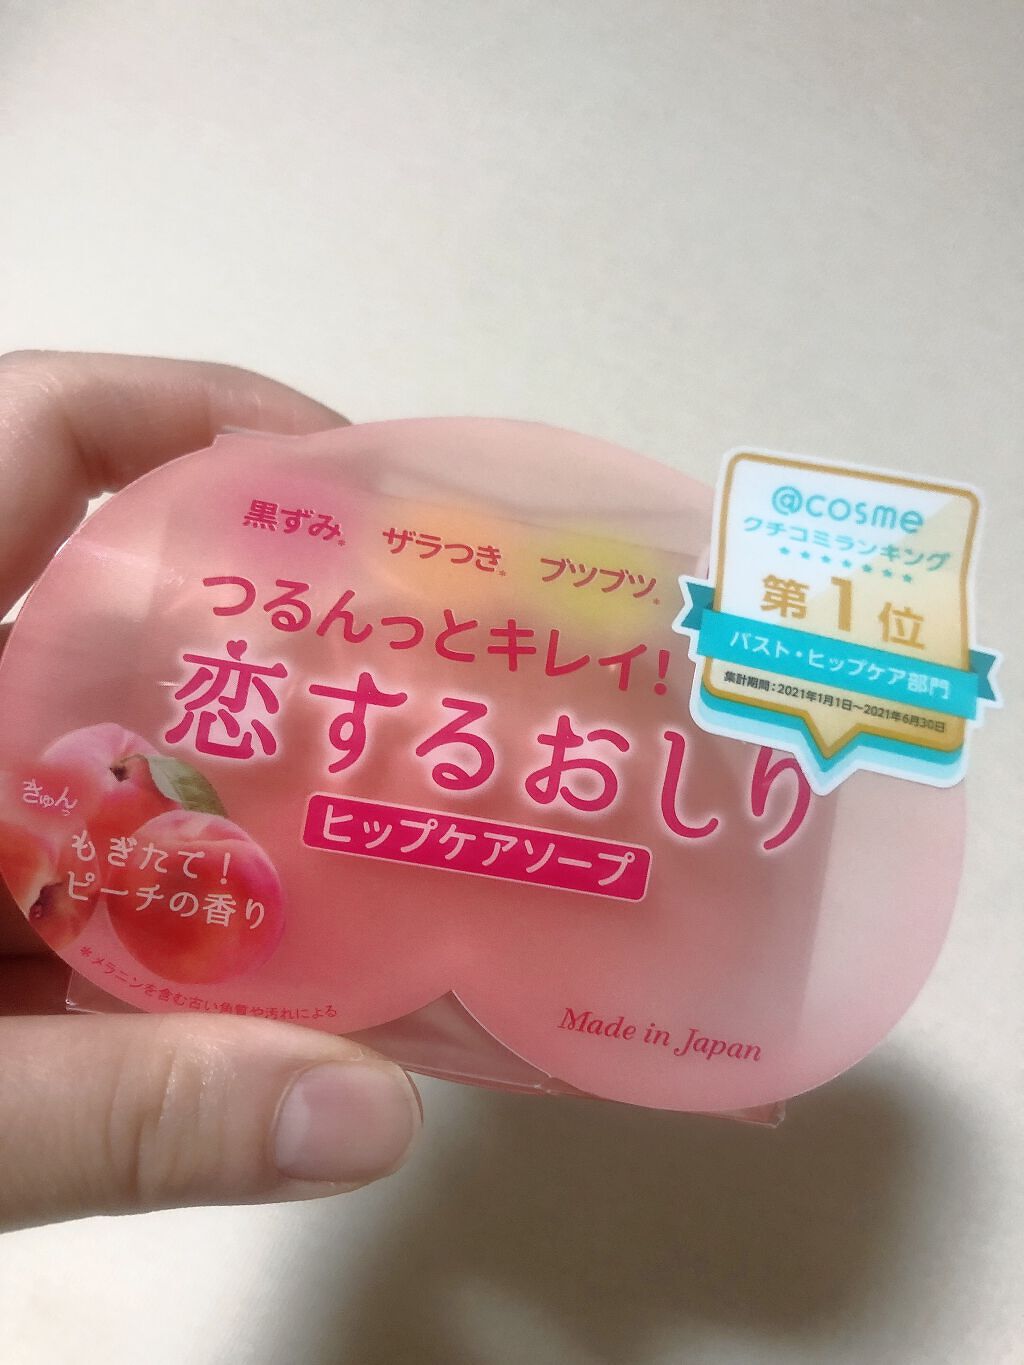 黒ずみ* ザラつき* ブツブツ*
つるんっとキレイ!
恋するおしり
ヒップケアソープ
きゅんっ
もぎたて!
ピーチの香り
*メラニンを含む古い角質や汚れによる
Made in Japan
@cosme
クチコミランキング
第1位
バスト・ヒップケア部門
集計期間:2021年1月1日～2021年6月30日